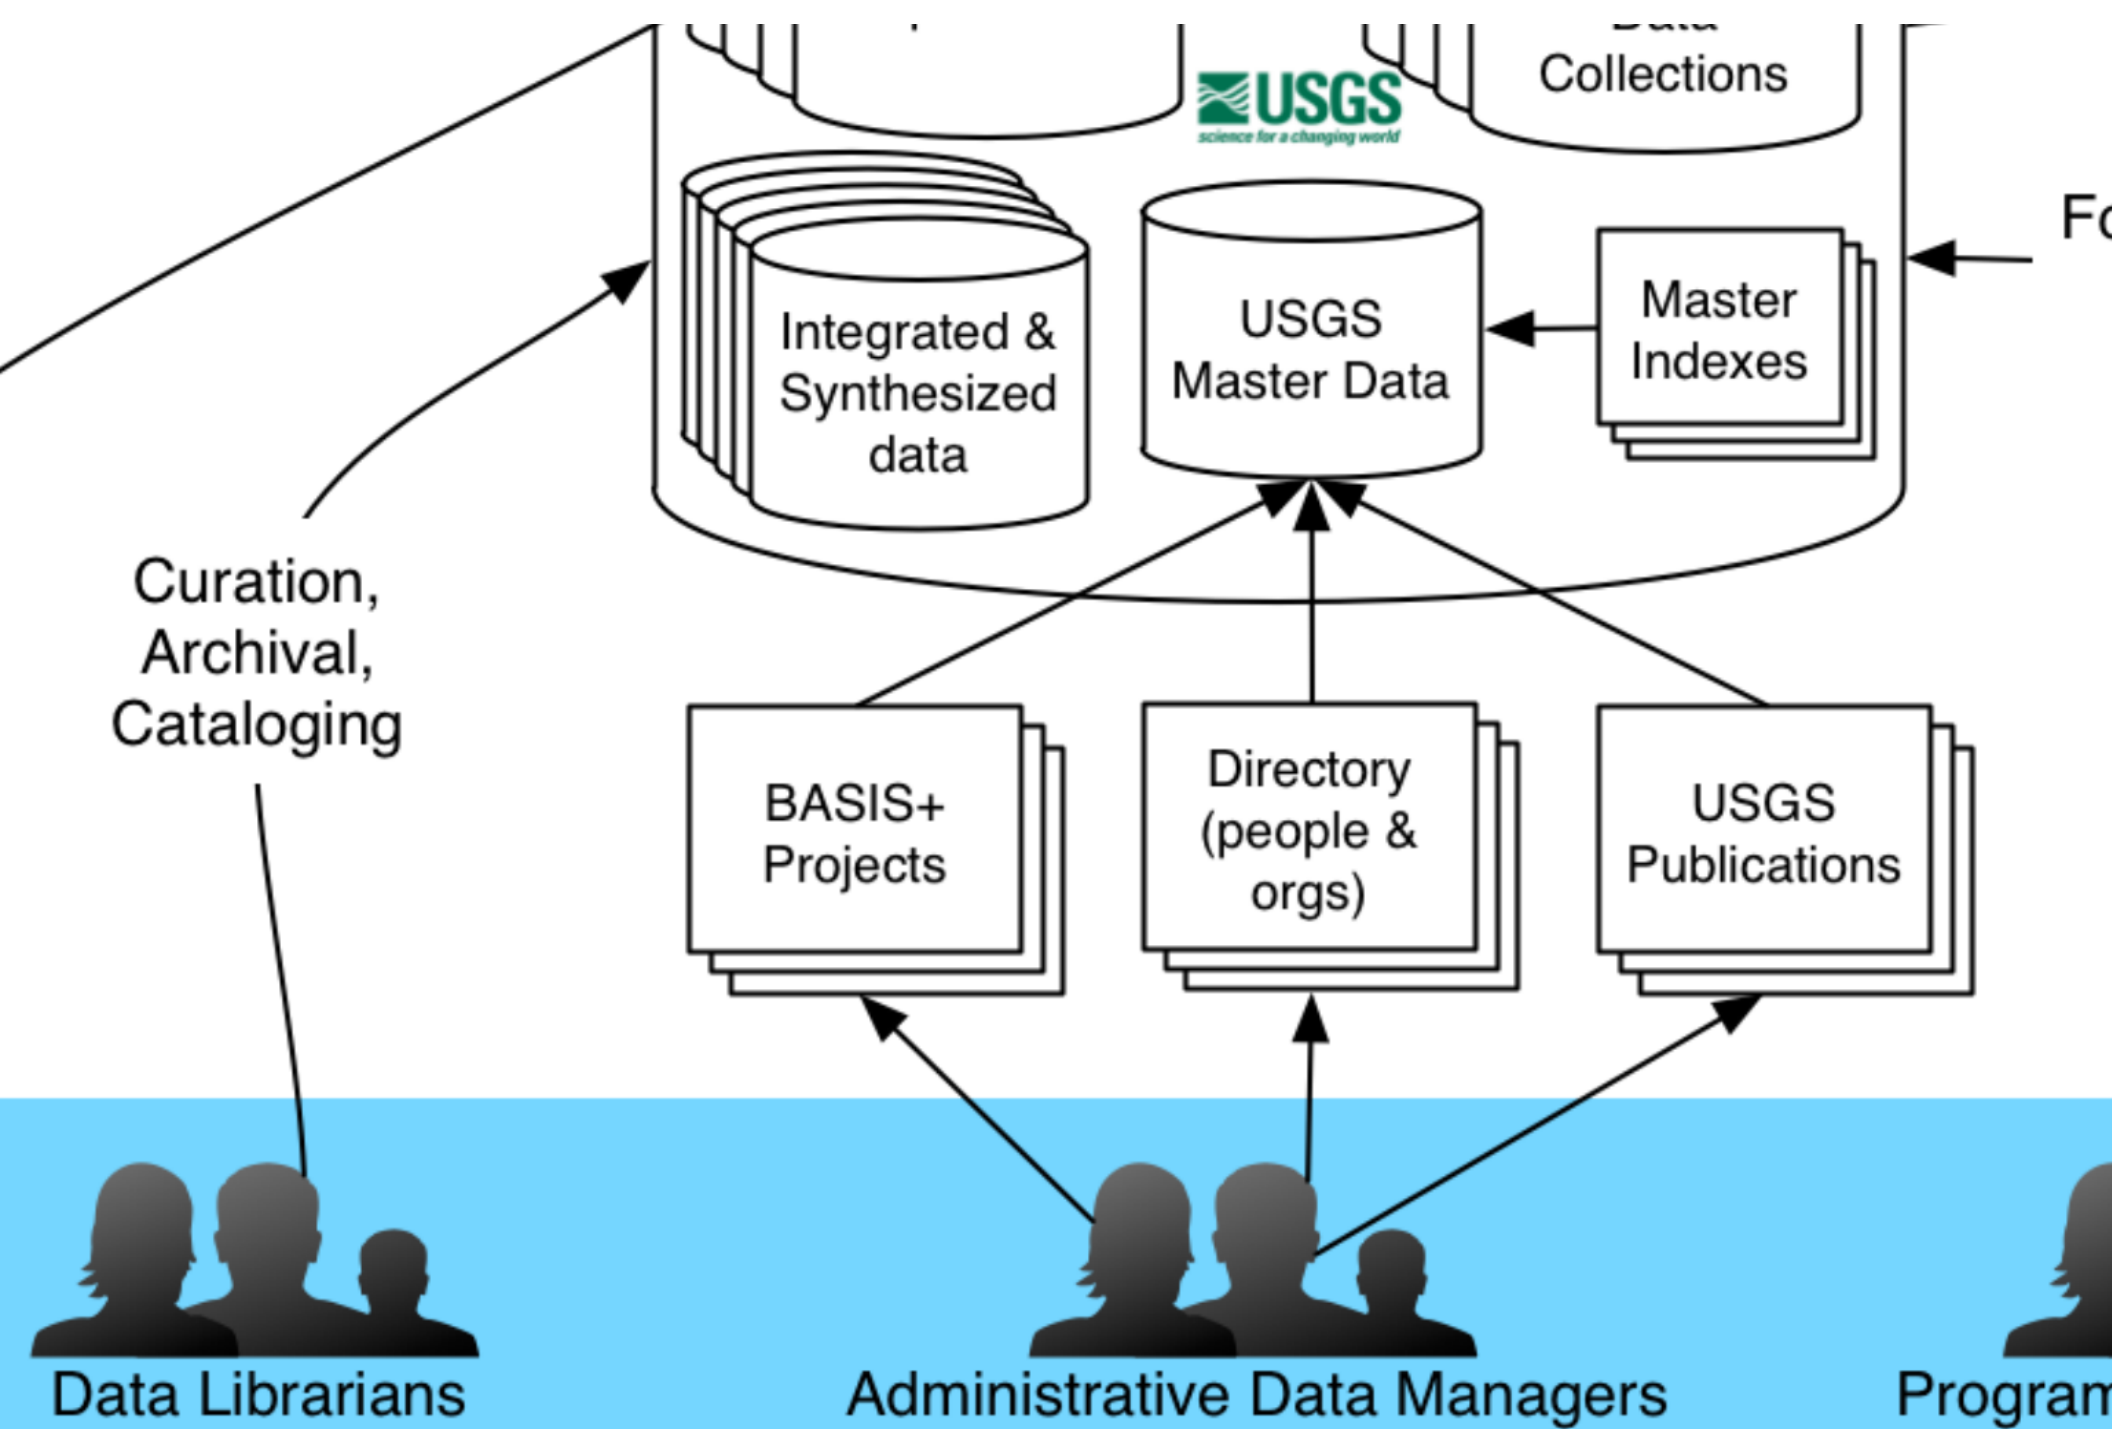 Data
Collections
USGS
science for a changing world
Integrated &
Synthesized
data
USGS
Master Data
Master
Indexes
Curation,
Archival,
Cataloging
BASIS+
Projects
Directory
(people &
orgs)
USGS
Publications
Data Librarians
Administrative Data Managers